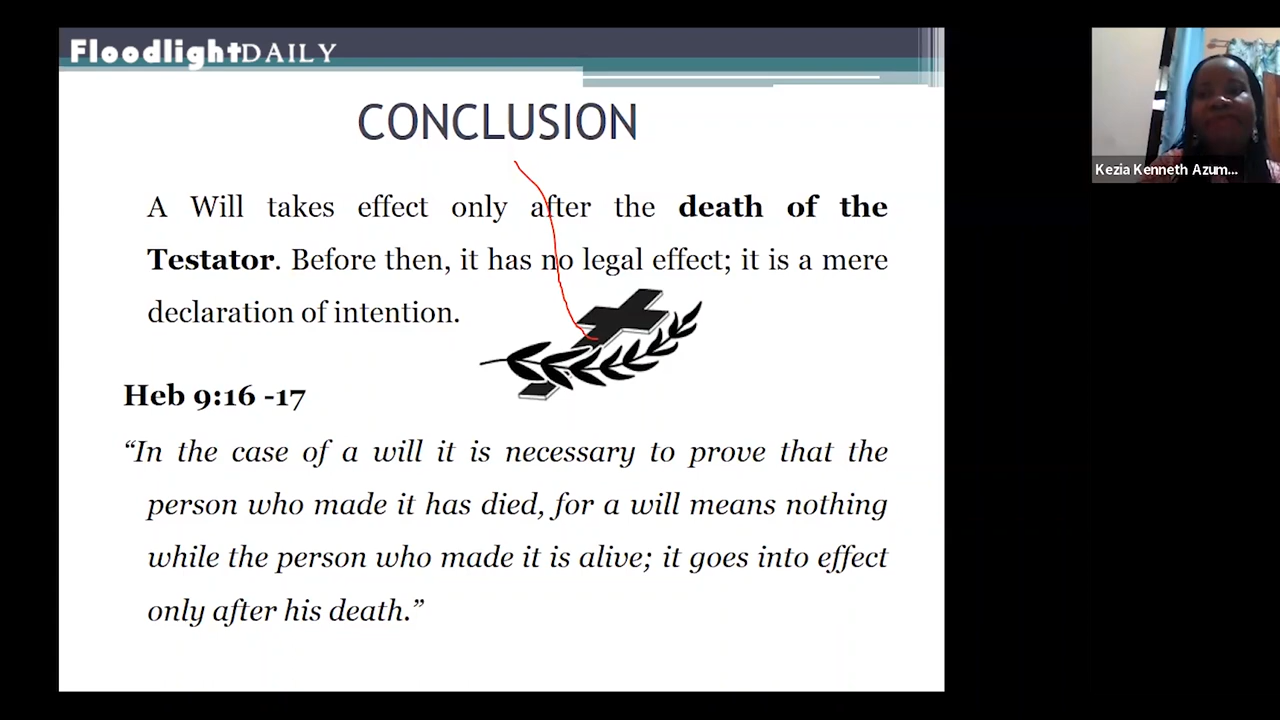 FloodlightDAILY
CONCLUSION
A Will takes effect only after the death of the
Testator. Before then, it has no legal effect; it is a mere
declaration of intention.
Heb 9:16 -17
“In the case of a will it is necessary to prove that the
person who made it has died, for a will means nothing
while the person who made it is alive; it goes into effect
only after his death.”
Kezia Kenneth Azum...